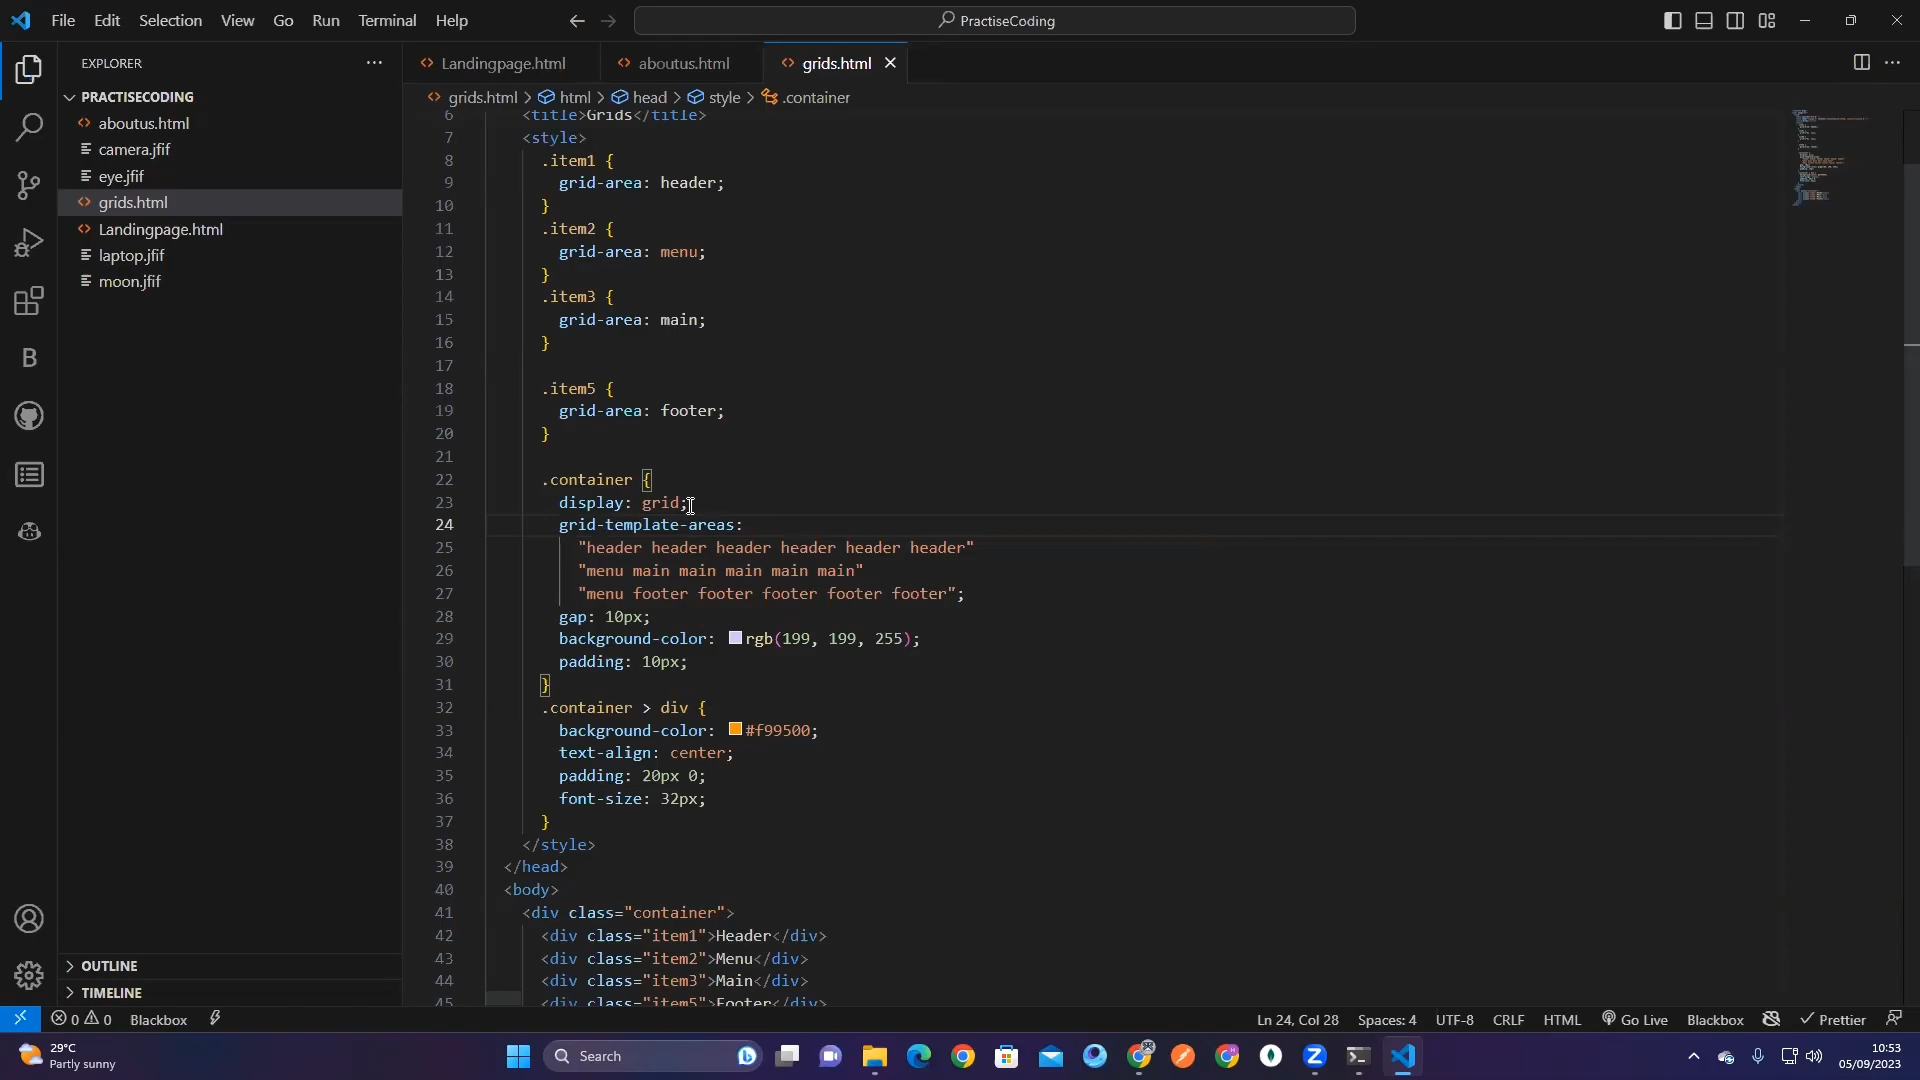 File Edit Selection View Go Run Terminal Help
PractiseCoding
EXPLORER
PRACTISECODING
aboutus.html
camera.jfif
eye.jfif
grids.html
Landingpage.html
laptop.jfif
moon.jfif
OUTLINE
TIMELINE
Landingpage.html aboutus.html grids.html
grids.html > html > head > style > .container
6 <title>Grids</title>
7 <style>
8 .item1 {
9 grid-area: header;
10 }
11 .item2 {
12 grid-area: menu;
13 }
14 .item3 {
15 grid-area: main;
16 }
17
18 .item5 {
19 grid-area: footer;
20 }
21
22 .container {
23 display: grid;
24 grid-template-areas:
25 "header header header header header header"
26 "menu main main main main main"
27 "menu footer footer footer footer footer";
28 gap: 10px;
29 background-color: rgb(199, 199, 255);
30 padding: 10px;
31 }
32 .container > div {
33 background-color: #f99500;
34 text-align: center;
35 padding: 20px 0;
36 font-size: 32px;
37 }
38 </style>
39 </head>
40 <body>
41 <div class="container">
42 <div class="item1">Header</div>
43 <div class="item2">Menu</div>
44 <div class="item3">Main</div>
45 <div class="item5">Footer</div>
0 0 Blackbox Ln 24, Col 28 Spaces: 4 UTF-8 CRLF HTML Go Live Blackbox Prettier
29°C
Partly sunny
Search
10:53
05/09/2023